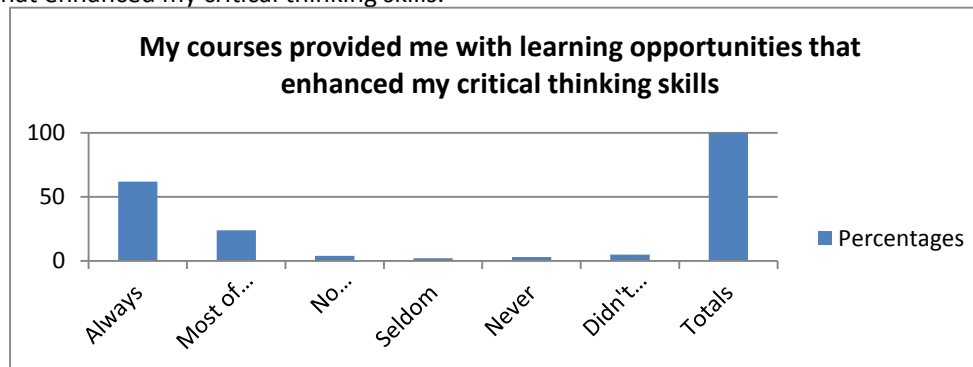 that enhanced my critical thinking skills.
My courses provided me with learning opportunities that
enhanced my critical thinking skills
100
50
0
Always
Most of...
No...
Seldom
Never
Didn't...
Totals
Percentages